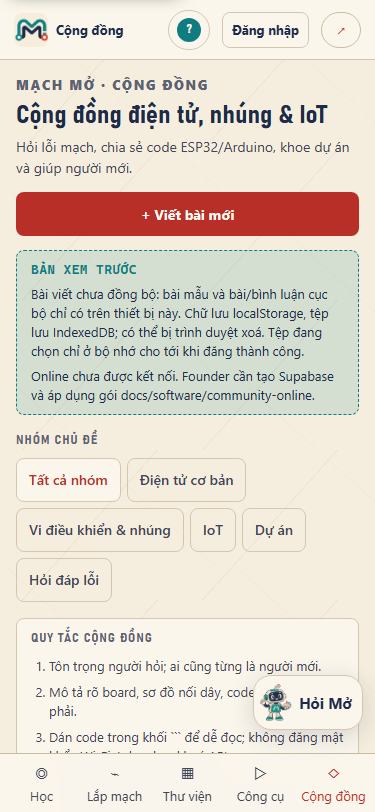 Cộng đồng
?
Đăng nhập
MẠCH MỞ · CỘNG ĐỒNG
Cộng đồng điện tử, nhúng & IoT
Hỏi lỗi mạch, chia sẻ code ESP32/Arduino, khoe dự án
và giúp người mới.
+ Viết bài mới
BẢN XEM TRƯỚC
Bài viết chưa đồng bộ: bài mẫu và bài/bình luận cục
bộ chỉ có trên thiết bị này. Chữ lưu localStorage, tệp
lưu IndexedDB; có thể bị trình duyệt xoá. Tệp đang
chọn chỉ ở bộ nhớ cho tới khi đăng thành công.
Online chưa được kết nối. Founder cần tạo Supabase
và áp dụng gói docs/software/community-online.
NHÓM CHỦ ĐỀ
Tất cả nhóm
Điện tử cơ bản
Vi điều khiển & nhúng
IoT
Dự án
Hỏi đáp lỗi
QUY TẮC CỘNG ĐỒNG
1. Tôn trọng người hỏi; ai cũng từng là người mới.
2. Mô tả rõ board, sơ đồ nối dây, code
phải.
3. Dán code trong khối ``` để dễ đọc; không đăng mật
Hỏi Mở
Học
Lắp mạch
Thư viện
Công cụ
Cộng đồng